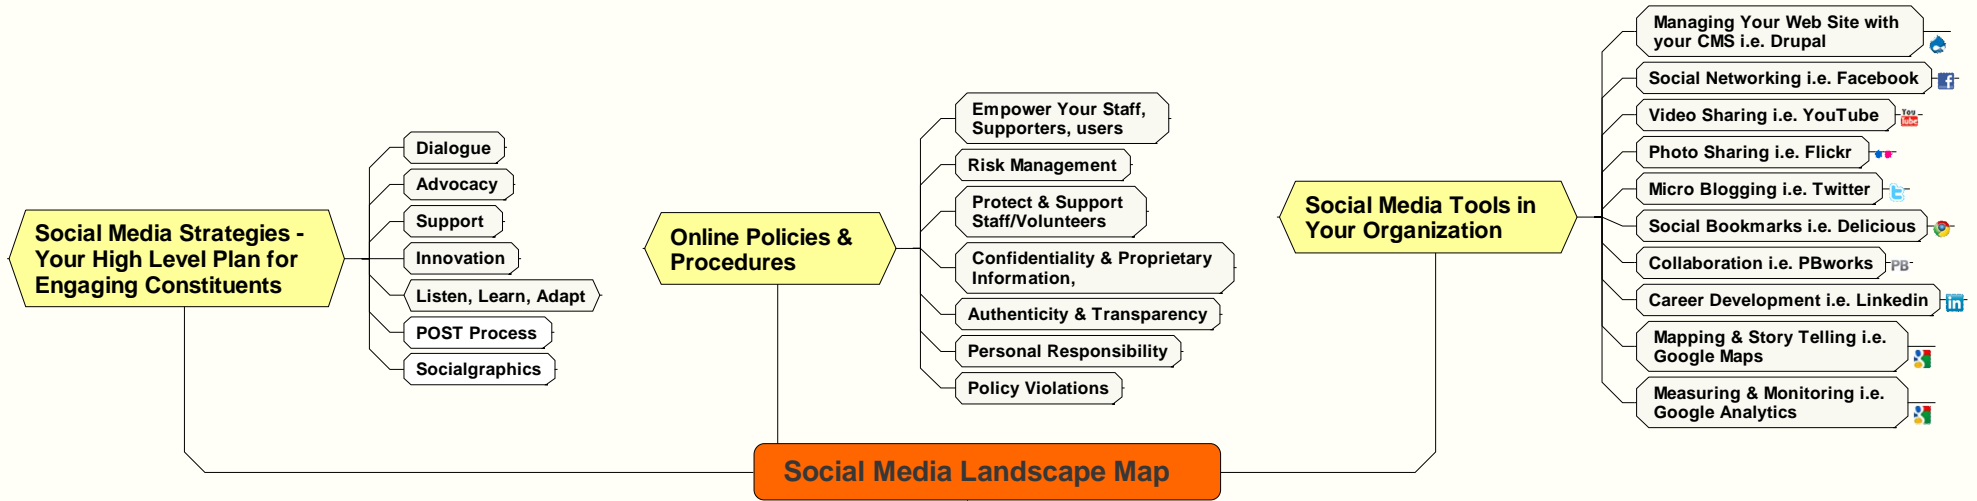 Social Media Strategies -
Your High Level Plan for
Engaging Constituents
Dialogue
Advocacy
Support
Innovation
Listen, Learn, Adapt
POST Process
Socialgraphics
Online Policies &
Procedures
Empower Your Staff,
Supporters, users
Risk Management
Protect & Support
Staff/Volunteers
Confidentiality & Proprietary
Information,
Authenticity & Transparency
Personal Responsibility
Policy Violations
Social Media Tools in
Your Organization
Managing Your Web Site with
your CMS i.e. Drupal
Social Networking i.e. Facebook
f
Video Sharing i.e. YouTube
You
Tube
Photo Sharing i.e. Flickr
Micro Blogging i.e. Twitter
t
Social Bookmarks i.e. Delicious
Collaboration i.e. PBworks
PB
Career Development i.e. Linkedin
in
Mapping & Story Telling i.e.
Google Maps
g
Measuring & Monitoring i.e.
Google Analytics
g
Social Media Landscape Map